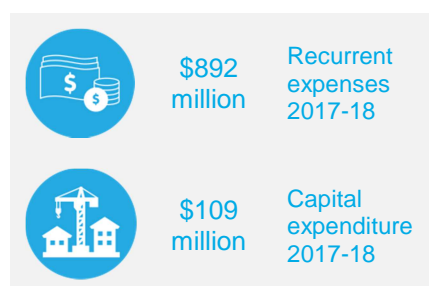 $
$
$892
million
Recurrent
expenses
2017-18
$109
million
Capital
expenditure
2017-18